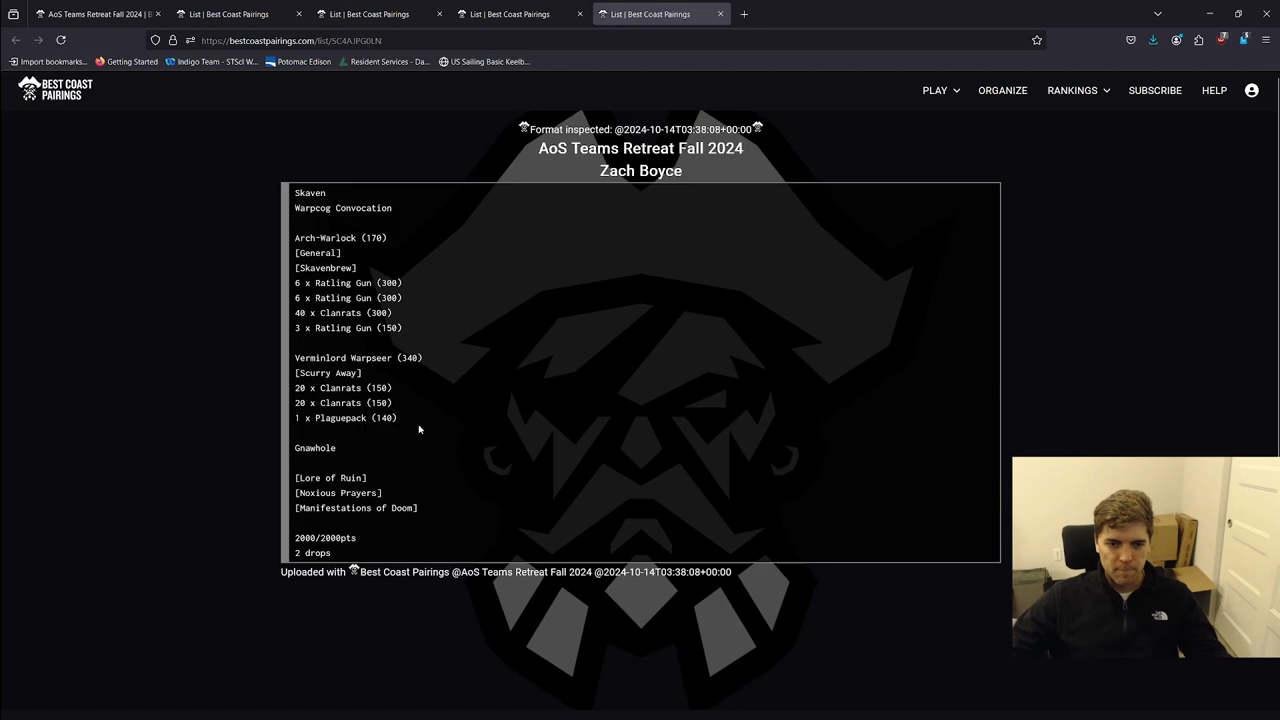 AoS Teams Retreat Fall 2024 | B
List | Best Coast Pairings
List | Best Coast Pairings
List | Best Coast Pairings
List | Best Coast Pairings
https://bestcoastpairings.com/list/5C4AJPG0LN
Import bookmarks...
Getting Started
Indigo Team - STScI W...
Potomac Edison
Resident Services - Da...
US Sailing Basic Keelb...
BEST COAST
PAIRINGS
PLAY
ORGANIZE
RANKINGS
SUBSCRIBE
HELP
Format inspected: @2024-10-14T03:38:08+00:00
AoS Teams Retreat Fall 2024
Zach Boyce
Skaven
Warpcog Convocation
Arch-Warlock (170)
[General]
[Skavenbrew]
6 x Ratling Gun (300)
6 x Ratling Gun (300)
40 x Clanrats (300)
3 x Ratling Gun (150)
Verminlord Warpseer (340)
[Scurry Away]
20 x Clanrats (150)
20 x Clanrats (150)
1 x Plaguepack (140)
Gnawhole
[Lore of Ruin]
[Noxious Prayers]
[Manifestations of Doom]
2000/2000pts
2 drops
Uploaded with Best Coast Pairings @AoS Teams Retreat Fall 2024 @2024-10-14T03:38:08+00:00